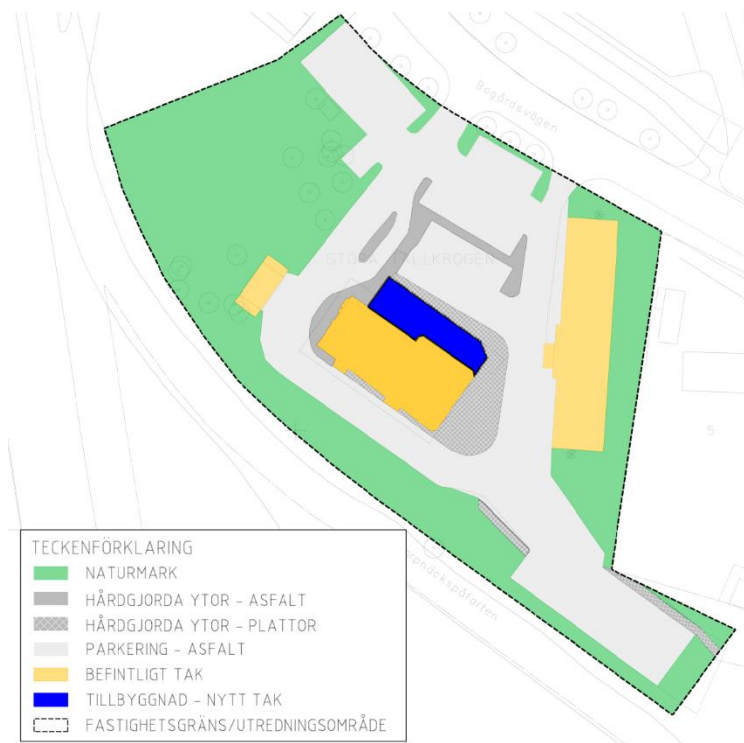 Bogårdsvägen
STORA TALLKROGEN
5
TECKENFÖRKLARING
NATURMARK
HÅRDGJORDA YTOR - ASFALT
HÅRDGJORDA YTOR - PLATTOR
PARKERING - ASFALT
BEFINTLIGT TAK
TILLBYGGNAD - NYTT TAK
FASTIGHETSGRÄNS/UTREDNINGSOMRÅDE